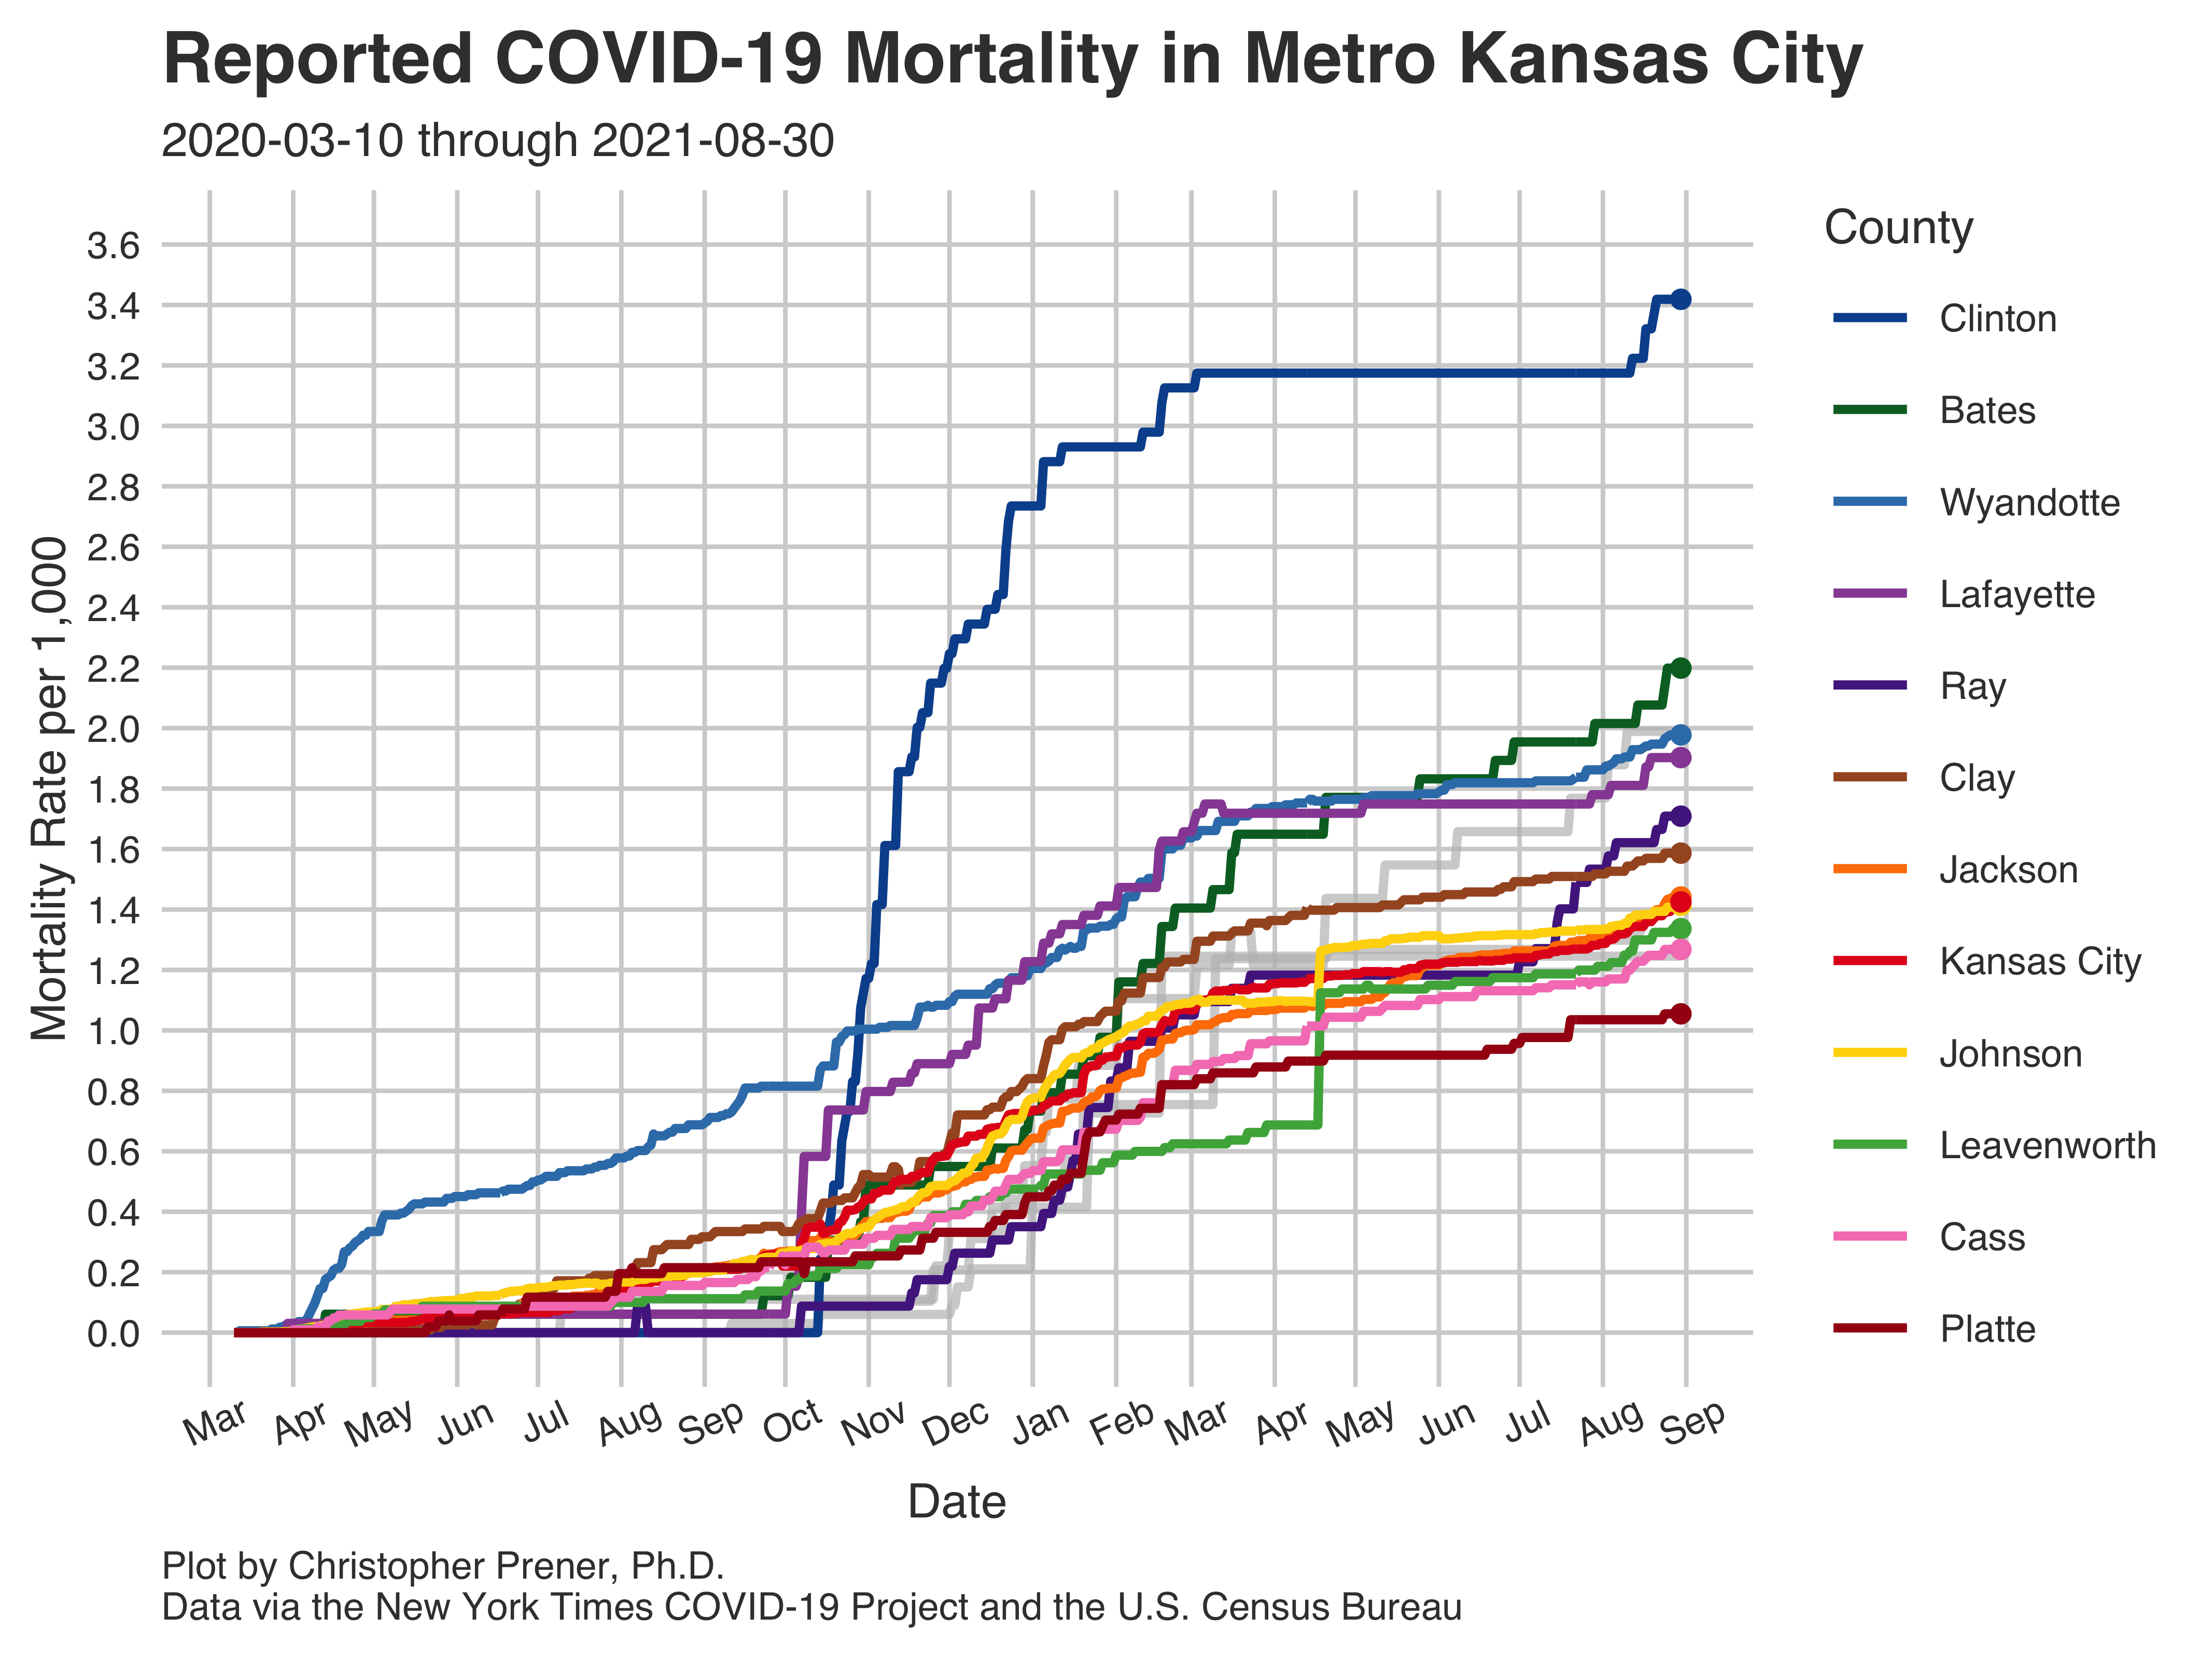 Reported COVID-19 Mortality in Metro Kansas City
2020-03-10 through 2021-08-30
Mortality Rate per 1,000
3.6
3.4
3.2
3.0
2.8
2.6
2.4
2.2
2.0
1.8
1.6
1.4
1.2
1.0
0.8
0.6
0.4
0.2
0.0
Mar Apr May Jun Jul Aug Sep Oct Nov Dec Jan Feb Mar Apr May Jun Jul Aug Sep
Date
County
Clinton
Bates
Wyandotte
Lafayette
Ray
Clay
Jackson
Kansas City
Johnson
Leavenworth
Cass
Platte
Plot by Christopher Prener, Ph.D.
Data via the New York Times COVID-19 Project and the U.S. Census Bureau